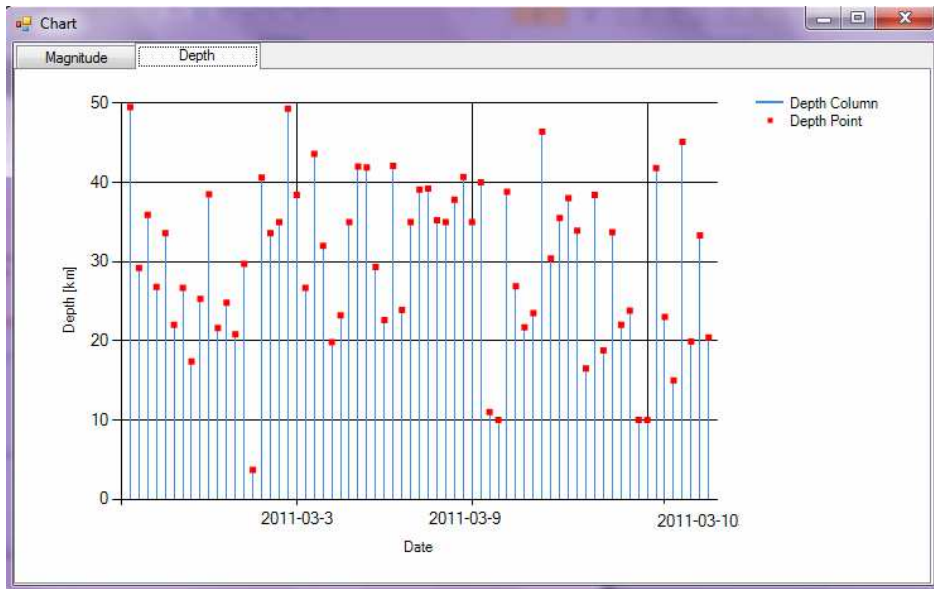 Chart
Magnitude
Depth
50
40
30
20
10
0
Depth [km]
2011-03-3
2011-03-9
2011-03-10
Date
Depth Column
Depth Point